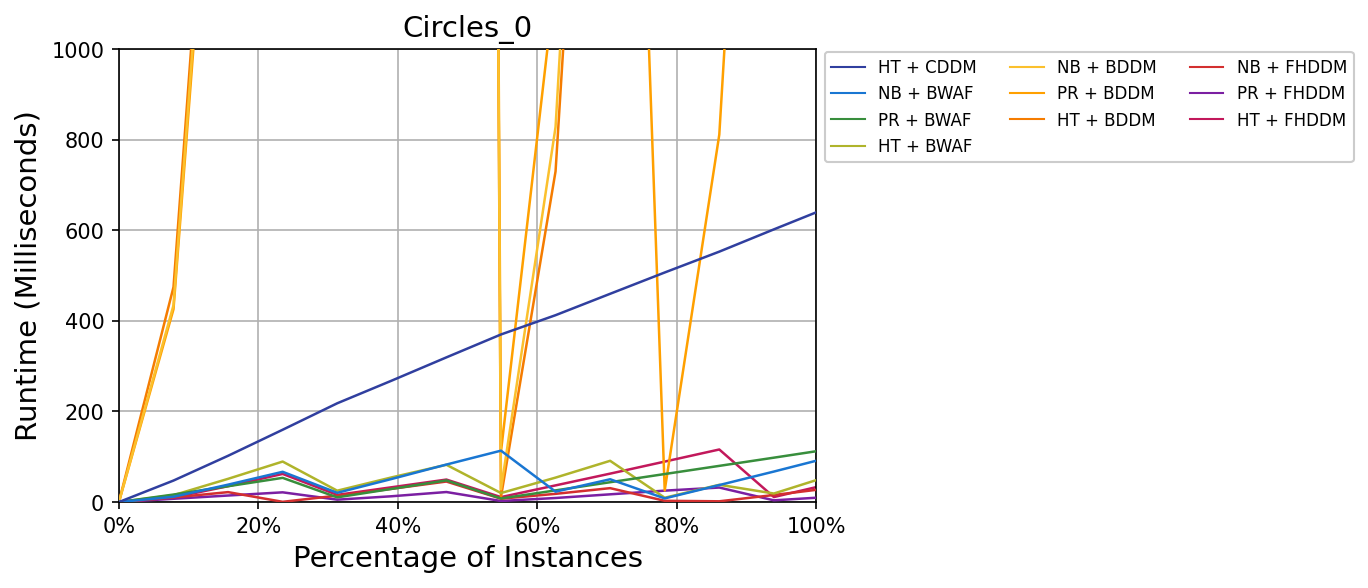 Circles_0
Runtime (Milliseconds)
1000
800
600
400
200
0
0% 20% 40% 60% 80% 100%
Percentage of Instances
HT + CDDM
NB + BWAF
PR + BWAF
HT + BWAF
NB + BDDM
PR + BDDM
HT + BDDM
NB + FHDDM
PR + FHDDM
HT + FHDDM